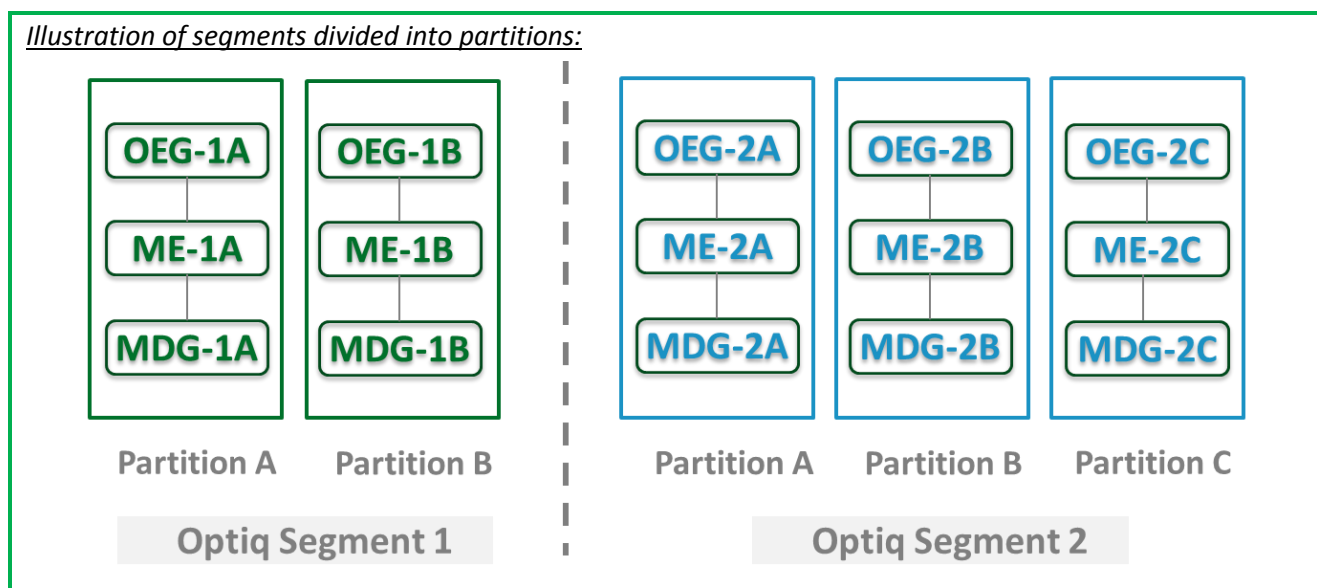 Illustration of segments divided into partitions:
OEG-1A
ME-1A
MDG-1A
Partition A
OEG-1B
ME-1B
MDG-1B
Partition B
Optiq Segment 1
OEG-2A
ME-2A
MDG-2A
Partition A
OEG-2B
ME-2B
MDG-2B
Partition B
OEG-2C
ME-2C
MDG-2C
Partition C
Optiq Segment 2